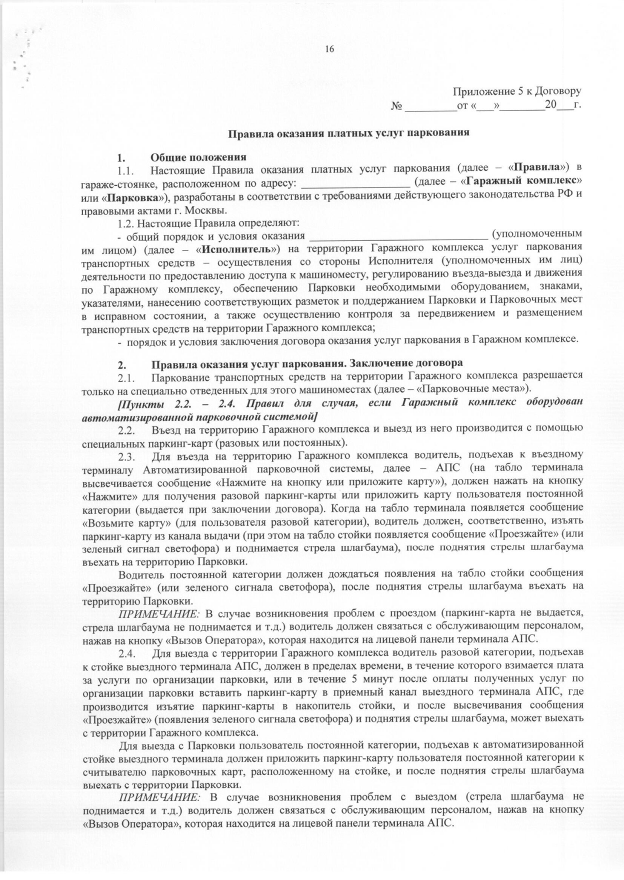 16
Приложение 5 к Договору
№ __________от «___»________20___г.
Правила оказания платных услуг паркования
1. Общие положения
1.1. Настоящие Правила оказания платных услуг паркования (далее – «Правила») в
гараже-стоянке, расположенном по адресу: ____________________ (далее – «Гаражный комплекс»
или «Парковка»), разработаны в соответствии с требованиями действующего законодательства РФ и
правовыми актами г. Москвы.
1.2. Настоящие Правила определяют:
- общий порядок и условия оказания ________________________________ (уполномоченным
им лицом) (далее – «Исполнитель») на территории Гаражного комплекса услуг паркования
транспортных средств – осуществления со стороны Исполнителя (уполномоченных им лиц)
деятельности по предоставлению доступа к машиноместу, регулированию въезда-выезда и движения
по Гаражному комплексу, обеспечению Парковки необходимыми оборудованием, знаками,
указателями, нанесению соответствующих разметок и поддержанием Парковки и Парковочных мест
в исправном состоянии, а также осуществлению контроля за передвижением и размещением
транспортных средств на территории Гаражного комплекса;
- порядок и условия заключения договора оказания услуг паркования в Гаражном комплексе.
2. Правила оказания услуг паркования. Заключение договора
2.1. Паркование транспортных средств на территории Гаражного комплекса разрешается
только на специально отведенных для этого машиноместах (далее – «Парковочные места»).
[Пункты 2.2. – 2.4. Правил для случая, если Гаражный комплекс оборудован
автоматизированной парковочной системой]
2.2. Въезд на территорию Гаражного комплекса и выезд из него производится с помощью
специальных паркинг-карт (разовых или постоянных).
2.3. Для въезда на территорию Гаражного комплекса водитель, подъехав к въездному
терминалу Автоматизированной парковочной системы, далее – АПС (на табло терминала
высвечивается сообщение «Нажмите на кнопку или приложите карту»), должен нажать на кнопку
«Нажмите» для получения разовой паркинг-карты или приложить карту пользователя постоянной
категории (выдается при заключении договора). Когда на табло терминала появляется сообщение
«Возьмите карту» (для пользователя разовой категории), водитель должен, соответственно, изъять
паркинг-карту из канала выдачи (при этом на табло стойки появляется сообщение «Проезжайте» (или
зеленый сигнал светофора) и поднимается стрела шлагбаума), после поднятия стрелы шлагбаума
въехать на территорию Парковки.
Водитель постоянной категории должен дождаться появления на табло стойки сообщения
«Проезжайте» (или зеленого сигнала светофора), после поднятия стрелы шлагбаума въехать на
территорию Парковки.
ПРИМЕЧАНИЕ: В случае возникновения проблем с проездом (паркинг-карта не выдается,
стрела шлагбаума не поднимается и т.д.) водитель должен связаться с обслуживающим персоналом,
нажав на кнопку «Вызов Оператора», которая находится на лицевой панели терминала АПС.
2.4. Для выезда с территории Гаражного комплекса водитель разовой категории, подъехав
к стойке выездного терминала АПС, должен в пределах времени, в течение которого взимается плата
за услуги по организации парковки, или в течение 5 минут после оплаты полученных услуг по
организации парковки вставить паркинг-карту в приемный канал выездного терминала АПС, где
производится изъятие паркинг-карты в накопитель стойки, и после высвечивания сообщения
«Проезжайте» (появления зеленого сигнала светофора) и поднятия стрелы шлагбаума, может выехать
с территории Гаражного комплекса.
Для выезда с Парковки пользователь постоянной категории, подъехав к автоматизированной
стойке выездного терминала должен приложить паркинг-карту пользователя постоянной категории к
считывателю парковочных карт, расположенному на стойке, и после поднятия стрелы шлагбаума
выехать с территории Парковки.
ПРИМЕЧАНИЕ: В случае возникновения проблем с выездом (стрела шлагбаума не
поднимается и т.д.) водитель должен связаться с обслуживающим персоналом, нажав на кнопку
«Вызов Оператора», которая находится на лицевой панели терминала АПС.